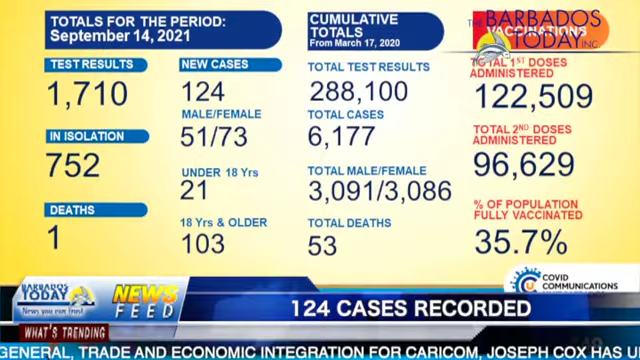 TOTALS FOR THE PERIOD:
September 14, 2021
TEST RESULTS
1,710
IN ISOLATION
752
DEATHS
1
NEW CASES
124
MALE/FEMALE
51/73
UNDER 18 Yrs
21
18 Yrs & OLDER
103
CUMULATIVE
TOTALS
From March 17, 2020
TOTAL TEST RESULTS
288,100
TOTAL CASES
6,177
TOTAL MALE/FEMALE
3,091/3,086
TOTAL DEATHS
53
VACCINATIONS
THE BARBADOS
TODAY INC
TOTAL 1ST DOSES
ADMINISTERED
122,509
TOTAL 2ND DOSES
ADMINISTERED
96,629
% OF POPULATION
FULLY VACCINATED
35.7%
COVID
COMMUNICATIONS
BARBADOS
TODAY
News you can trust
NEWS
FEED
124 CASES RECORDED
WHAT'S TRENDING
GENERAL, TRADE AND ECONOMIC INTEGRATION FOR CARICOM, JOSEPH COX HAS U